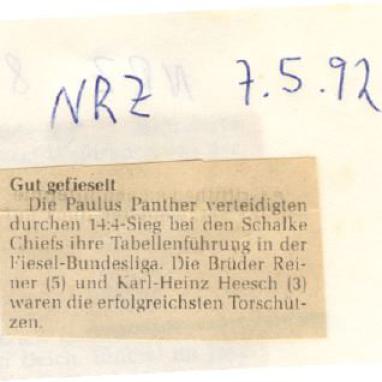 NRZ 7.5.92
Gut gefieselt
Die Paulus Panther verteidigten
durchen 14:4-Sieg bei den Schalke
Chiefs ihre Tabellenführung in der
Fiesel-Bundesliga. Die Brüder Rei-
ner (5) und Karl-Heinz Heesch (3)
waren die erfolgreichsten Torschüt-
zen.